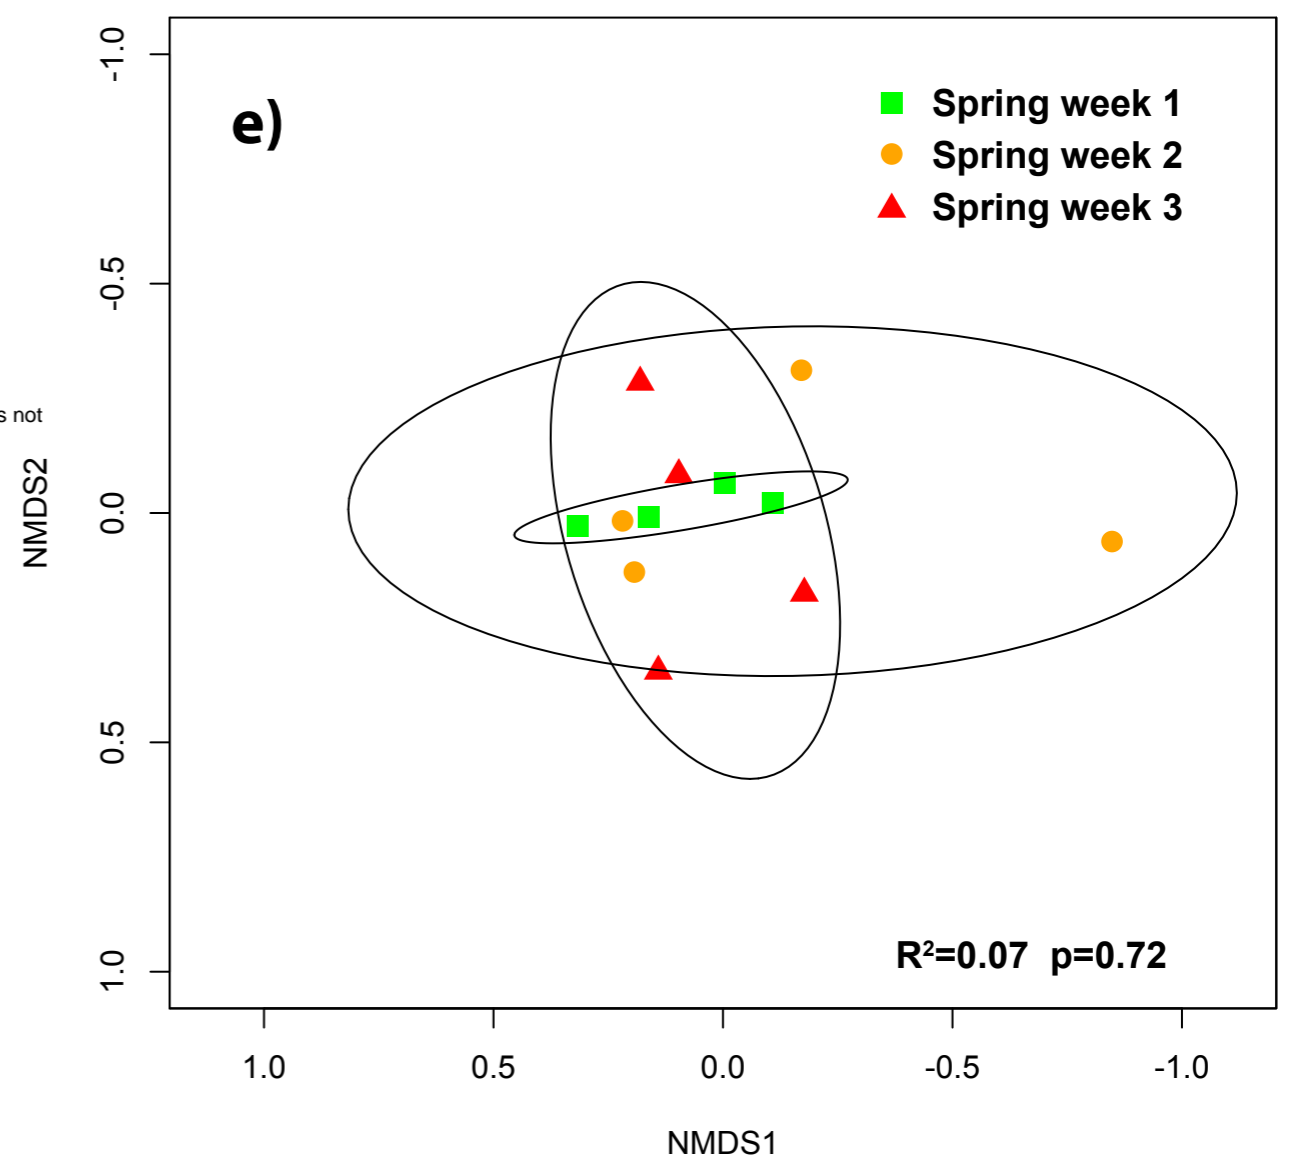 e)
Spring week 1
Spring week 2
Spring week 3
s not
NMDS2
-1.0
-0.5
0.0
0.5
1.0
R²=0.07 p=0.72
1.0 0.5 0.0 -0.5 -1.0
NMDS1